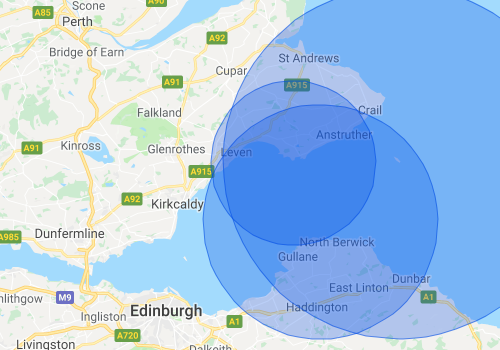 A90
Scone
A85
Perth
A92
Bridge of Earn
St Andrews
Cupar
A91
A915
Falkland
Crail
Anstruther
A91
Kinross
Glenrothes
Leven
A915
A92
Kirkcaldy
Dunfermline
A985
North Berwick
Gullane
Dunbar
East Linton
nlithgow
M9
A1
Haddington
Edinburgh
Ingliston
A1
A720
Livingston
Dalkeith